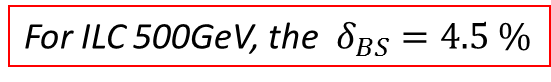 For ILC 500GeV, the δ_BS = 4.5 %